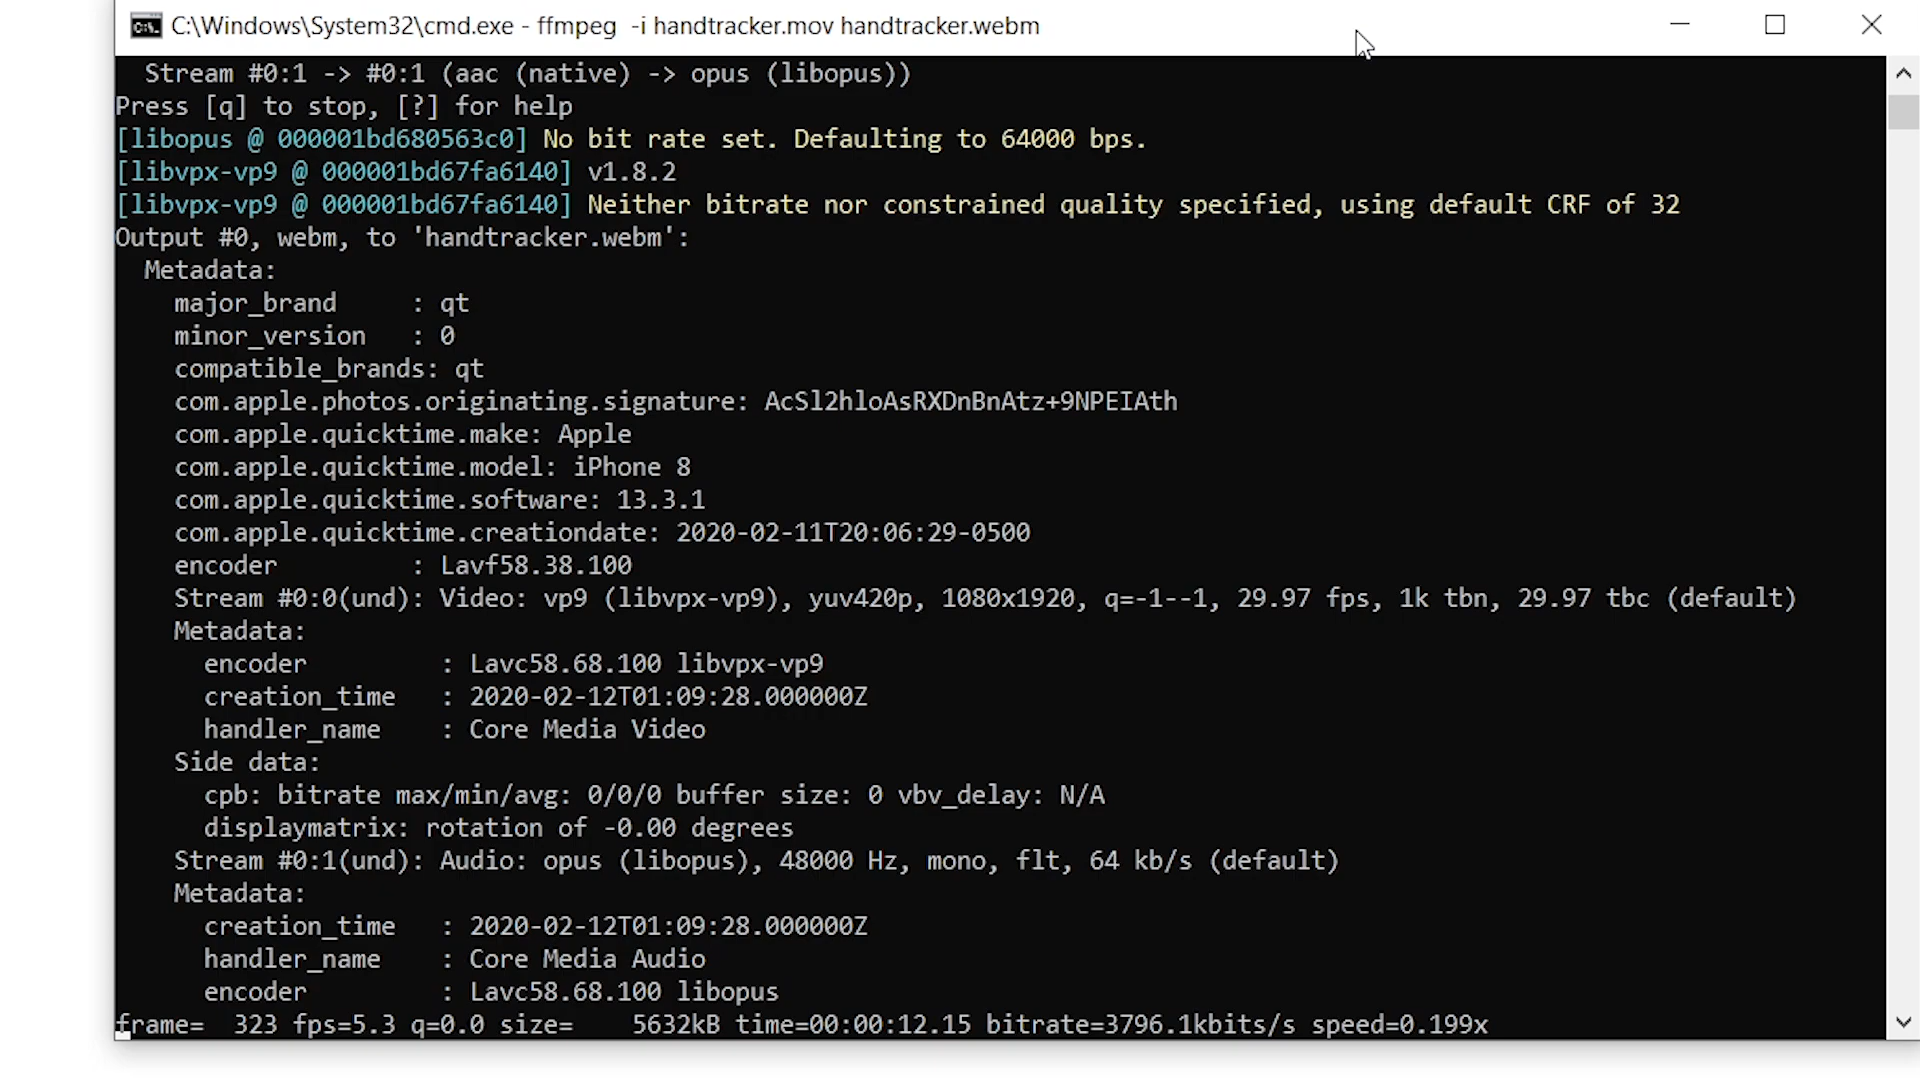 C:\Windows\System32\cmd.exe - ffmpeg  -i handtracker.mov handtracker.webm
  Stream #0:1 -> #0:1 (aac (native) -> opus (libopus))
Press [q] to stop, [?] for help
[libopus @ 000001bd680563c0] No bit rate set. Defaulting to 64000 bps.
[libvpx-vp9 @ 000001bd67fa6140] v1.8.2
[libvpx-vp9 @ 000001bd67fa6140] Neither bitrate nor constrained quality specified, using default CRF of 32
Output #0, webm, to 'handtracker.webm':
  Metadata:
    major_brand     : qt
    minor_version   : 0
    compatible_brands: qt
    com.apple.photos.originating.signature: AcSl2hloAsRXDnBnAtz+9NPEIAth
    com.apple.quicktime.make: Apple
    com.apple.quicktime.model: iPhone 8
    com.apple.quicktime.software: 13.3.1
    com.apple.quicktime.creationdate: 2020-02-11T20:06:29-0500
    encoder         : Lavf58.38.100
    Stream #0:0(und): Video: vp9 (libvpx-vp9), yuv420p, 1080x1920, q=-1--1, 29.97 fps, 1k tbn, 29.97 tbc (default)
    Metadata:
      encoder         : Lavc58.68.100 libvpx-vp9
      creation_time   : 2020-02-12T01:09:28.000000Z
      handler_name    : Core Media Video
    Side data:
      cpb: bitrate max/min/avg: 0/0/0 buffer size: 0 vbv_delay: N/A
      displaymatrix: rotation of -0.00 degrees
    Stream #0:1(und): Audio: opus (libopus), 48000 Hz, mono, flt, 64 kb/s (default)
    Metadata:
      creation_time   : 2020-02-12T01:09:28.000000Z
      handler_name    : Core Media Audio
      encoder         : Lavc58.68.100 libopus
frame=  323 fps=5.3 q=0.0 size=    5632kB time=00:00:12.15 bitrate=3796.1kbits/s speed=0.199x